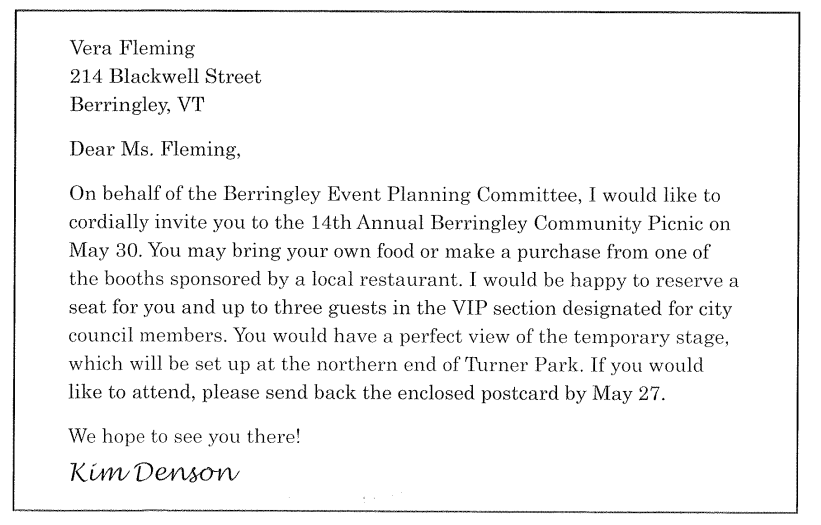 Vera Fleming
214 Blackwell Street
Berringley, VT
Dear Ms. Fleming,
On behalf of the Berringley Event Planning Committee, I would like to
cordially invite you to the 14th Annual Berringley Community Picnic on
May 30. You may bring your own food or make a purchase from one of
the booths sponsored by a local restaurant. I would be happy to reserve a
seat for you and up to three guests in the VIP section designated for city
council members. You would have a perfect view of the temporary stage,
which will be set up at the northern end of Turner Park. If you would
like to attend, please send back the enclosed postcard by May 27.
We hope to see you there!
Kim Denson